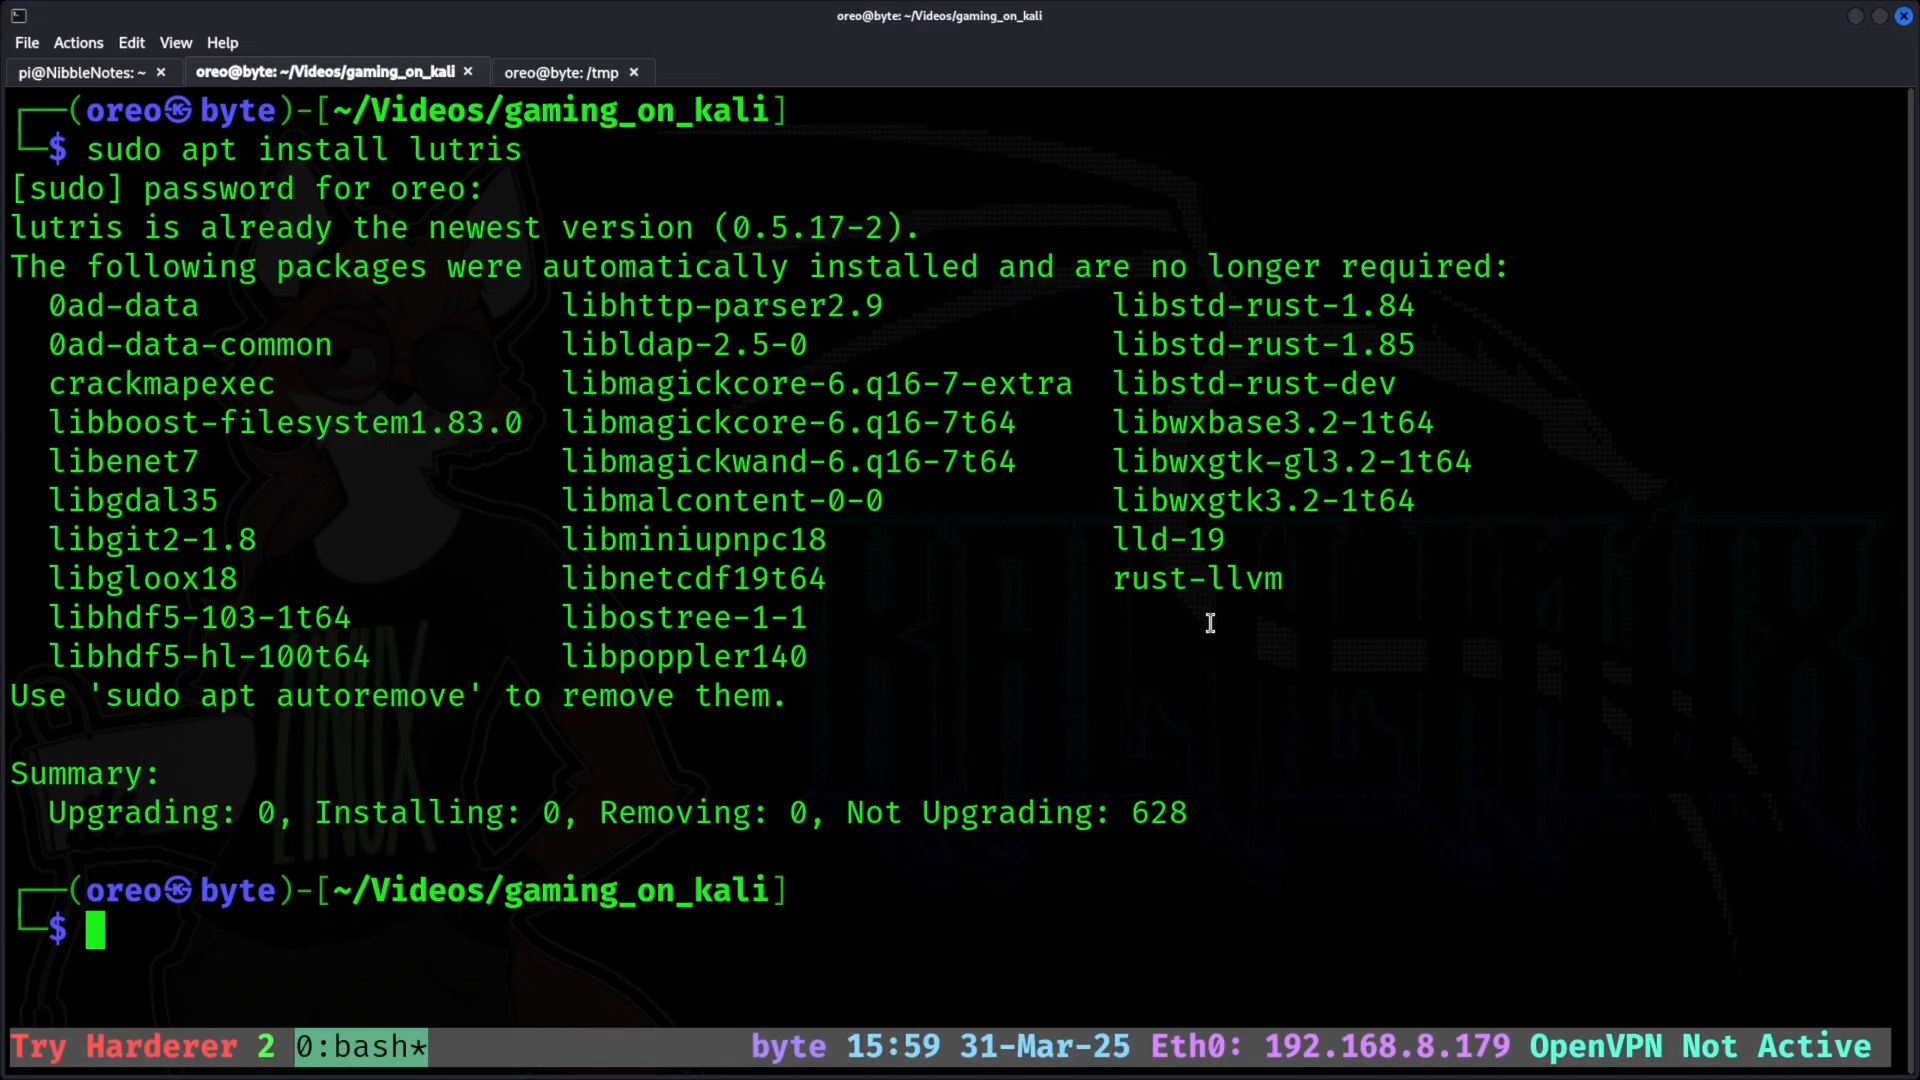 oreo@byte: ~/Videos/gaming_on_kali
File Actions Edit View Help
pi@NibbleNotes: ~ × oreo@byte: ~/Videos/gaming_on_kali × oreo@byte: /tmp ×
┌──(oreo㉿byte)-[~/Videos/gaming_on_kali]
└─$ sudo apt install lutris
[sudo] password for oreo:
lutris is already the newest version (0.5.17-2).
The following packages were automatically installed and are no longer required:
0ad-data libhttp-parser2.9 libstd-rust-1.84
0ad-data-common libldap-2.5-0 libstd-rust-1.85
crackmapexec libmagickcore-6.q16-7-extra libstd-rust-dev
libboost-filesystem1.83.0 libmagickcore-6.q16-7t64 libwxbase3.2-1t64
libenet7 libmagickwand-6.q16-7t64 libwxgtk-gl3.2-1t64
libgdal35 libmalcontent-0-0 libwxgtk3.2-1t64
libgit2-1.8 libminiupnpc18 lld-19
libgloox18 libnetcdf19t64 rust-llvm
libhdf5-103-1t64 libostree-1-1
libhdf5-hl-100t64 libpoppler140
Use 'sudo apt autoremove' to remove them.
Summary:
Upgrading: 0, Installing: 0, Removing: 0, Not Upgrading: 628
┌──(oreo㉿byte)-[~/Videos/gaming_on_kali]
└─$
LINUX
KALI LINUX
Try Harderer 2 0:bash* byte 15:59 31-Mar-25 Eth0: 192.168.8.179 OpenVPN Not Active